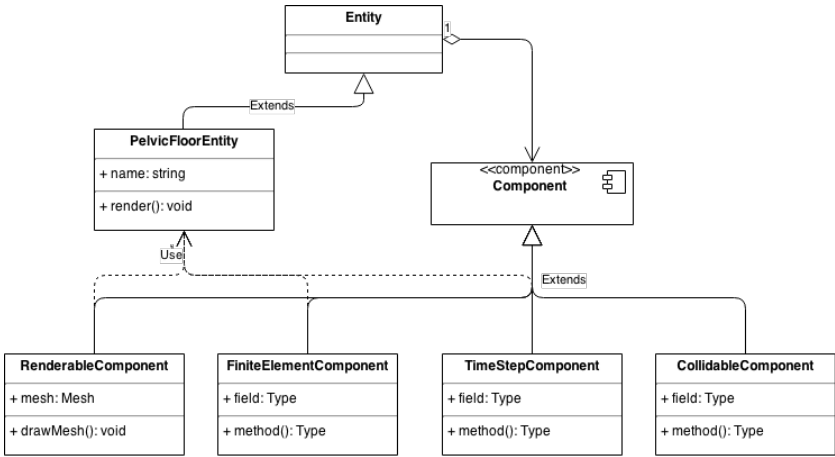 Entity
1
Extends
PelvicFloorEntity
+ name: string
+ render(): void
<<component>>
Component
Use
Extends
RenderableComponent
+ mesh: Mesh
+ drawMesh(): void
FiniteElementComponent
+ field: Type
+ method(): Type
TimeStepComponent
+ field: Type
+ method(): Type
CollidableComponent
+ field: Type
+ method(): Type